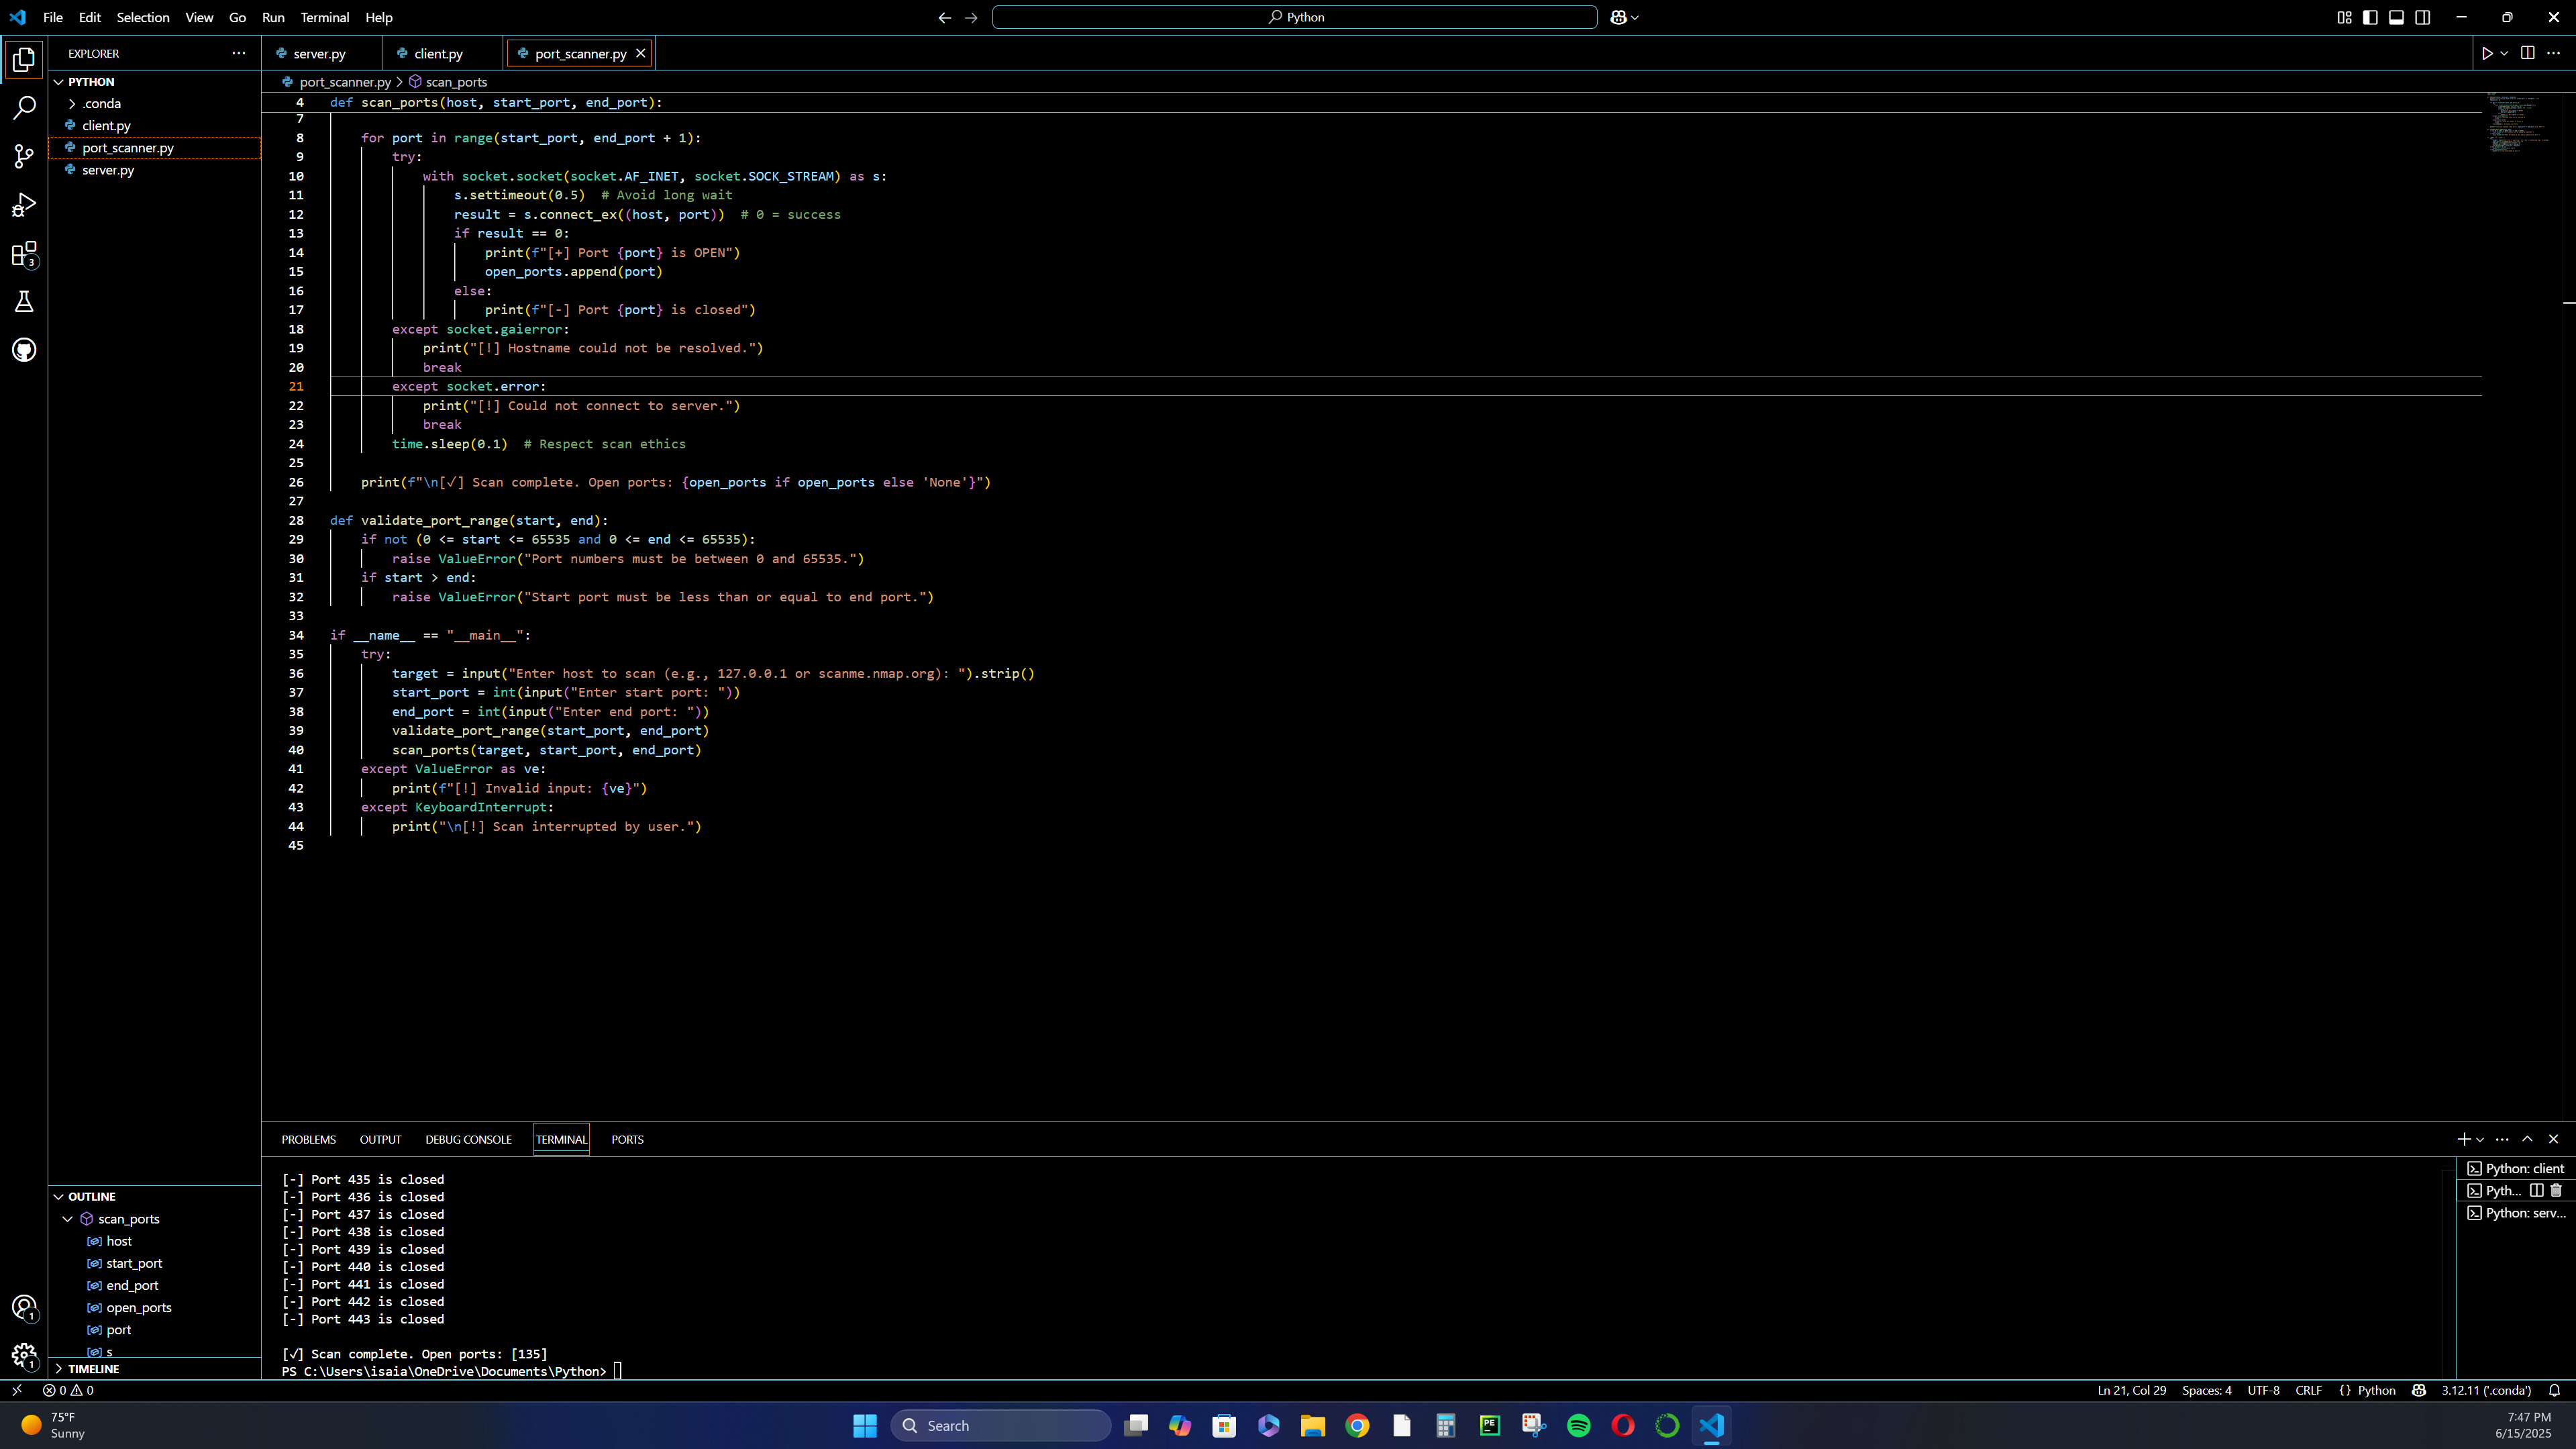 File Edit Selection View Go Run Terminal Help
Python
EXPLORER
server.py
client.py
port_scanner.py
PYTHON
.conda
client.py
port_scanner.py
server.py
port_scanner.py > scan_ports
4 def scan_ports(host, start_port, end_port):
7
8 for port in range(start_port, end_port + 1):
9 try:
10 with socket.socket(socket.AF_INET, socket.SOCK_STREAM) as s:
11 s.settimeout(0.5)  # Avoid long wait
12 result = s.connect_ex((host, port))  # 0 = success
13 if result == 0:
14 print(f"[+] Port {port} is OPEN")
15 open_ports.append(port)
16 else:
17 print(f"[-] Port {port} is closed")
18 except socket.gaierror:
19 print("[!] Hostname could not be resolved.")
20 break
21 except socket.error:
22 print("[!] Could not connect to server.")
23 break
24 time.sleep(0.1)  # Respect scan ethics
25
26 print(f"\n[✓] Scan complete. Open ports: {open_ports if open_ports else 'None'}")
27
28 def validate_port_range(start, end):
29 if not (0 <= start <= 65535 and 0 <= end <= 65535):
30 raise ValueError("Port numbers must be between 0 and 65535.")
31 if start > end:
32 raise ValueError("Start port must be less than or equal to end port.")
33
34 if __name__ == "__main__":
35 try:
36 target = input("Enter host to scan (e.g., 127.0.0.1 or scanme.nmap.org): ").strip()
37 start_port = int(input("Enter start port: "))
38 end_port = int(input("Enter end port: "))
39 validate_port_range(start_port, end_port)
40 scan_ports(target, start_port, end_port)
41 except ValueError as ve:
42 print(f"[!] Invalid input: {ve}")
43 except KeyboardInterrupt:
44 print("\n[!] Scan interrupted by user.")
45
3
1
1
OUTLINE
scan_ports
host
start_port
end_port
open_ports
port
s
TIMELINE
PROBLEMS OUTPUT DEBUG CONSOLE TERMINAL PORTS
[-] Port 435 is closed
[-] Port 436 is closed
[-] Port 437 is closed
[-] Port 438 is closed
[-] Port 439 is closed
[-] Port 440 is closed
[-] Port 441 is closed
[-] Port 442 is closed
[-] Port 443 is closed
[✓] Scan complete. Open ports: [135]
PS C:\Users\isaia\OneDrive\Documents\Python>
Python: client
Pyth...
Python: serv...
0 0
Ln 21, Col 29 Spaces: 4 UTF-8 CRLF {} Python 3.12.11 ('.conda')
75°F
Sunny
Search
PE
7:47 PM
6/15/2025